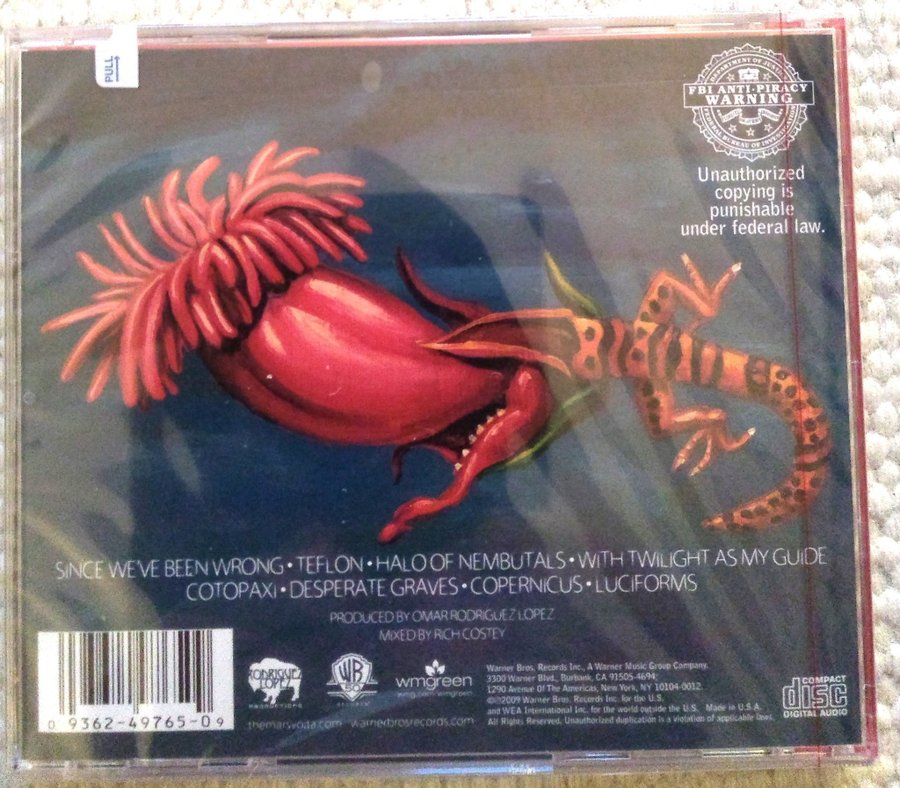 PULL
DEPARTMENT OF JUSTICE
FBI ANTI-PIRACY
WARNING
FEDERAL BUREAU OF INVESTIGATION
Unauthorized
copying is
punishable
under federal law.
SINCE WE'VE BEEN WRONG • TEFLON • HALO OF NEMBUTALS • WITH TWILIGHT AS MY GUIDE
COTOPAXI • DESPERATE GRAVES • COPERNICUS • LUCIFORMS
PRODUCED BY OMAR RODRIGUEZ LOPEZ
MIXED BY RICH COSTEY
0 9362-49765-0 9
RODRIGUEZ
LOPEZ
PRODUCTIONS
WB
RECORDS
wmgreen
wmg.com/wmgreen
themarsvolta.com warnerbrosrecords.com
Warner Bros. Records Inc., A Warner Music Group Company.
3300 Warner Blvd., Burbank, CA 91505-4694;
1290 Avenue Of The Americas, New York, NY 10104-0012.
©℗2009 Warner Bros. Records Inc. for the U.S.
and WEA International Inc. for the world outside the U.S. Made in U.S.A.
All Rights Reserved. Unauthorized duplication is a violation of applicable laws.
COMPACT
disc
DIGITAL AUDIO